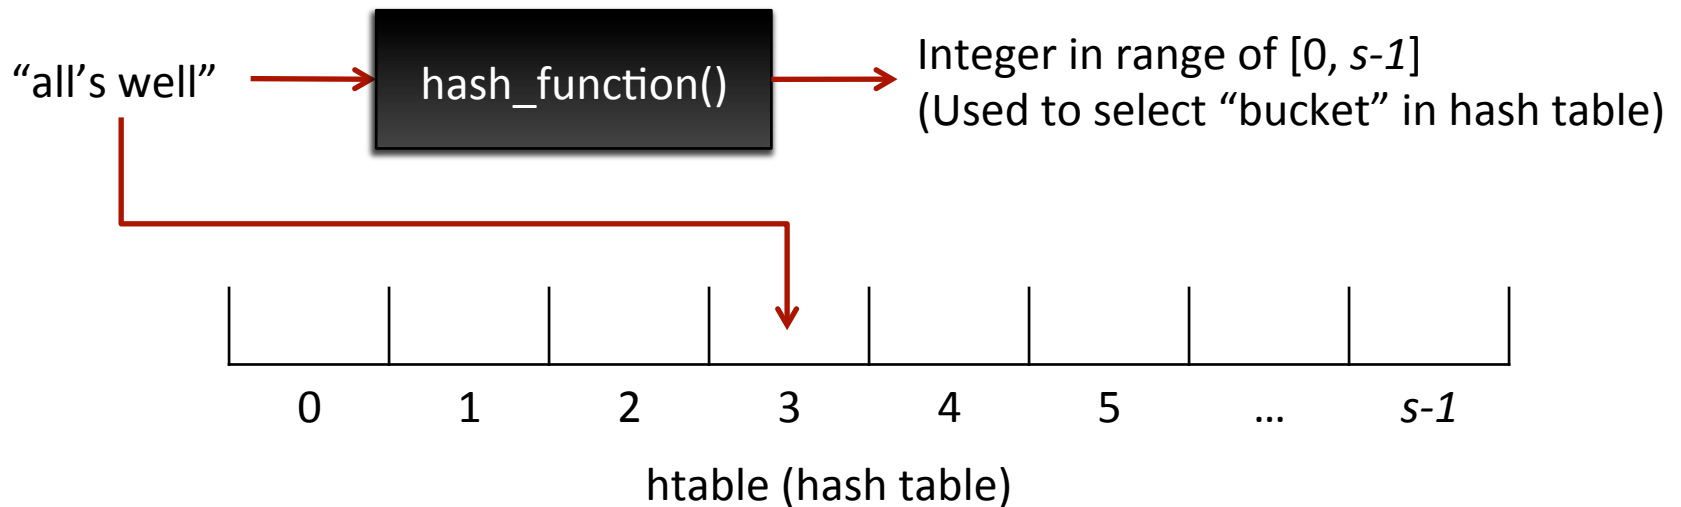 “all’s well”
hash_function()
Integer in range of [0, s-1]
(Used to select “bucket” in hash table)
0 1 2 3 4 5 … s-1
htable (hash table)